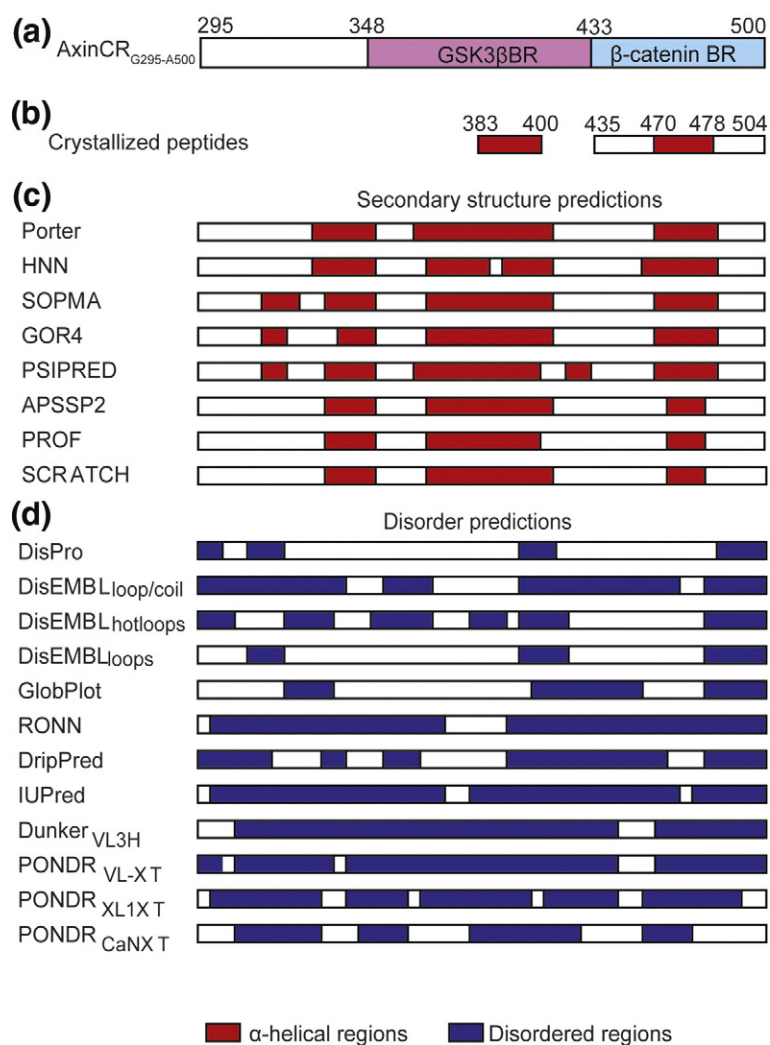 (a) 295 348 433 500
AxinCR G295-A500 GSK3βBR β-catenin BR
(b) 383 400 435 470 478 504
Crystallized peptides
(c) Secondary structure predictions
Porter
HNN
SOPMA
GOR4
PSIPRED
APSSP2
PROF
SCRATCH
(d) Disorder predictions
DisPro
DisEMBL loop/coil
DisEMBL hotloops
DisEMBL loops
GlobPlot
RONN
DripPred
IUPred
Dunker VL3H
PONDR VL-XT
PONDR XL1XT
PONDR CaNXT
α-helical regions Disordered regions